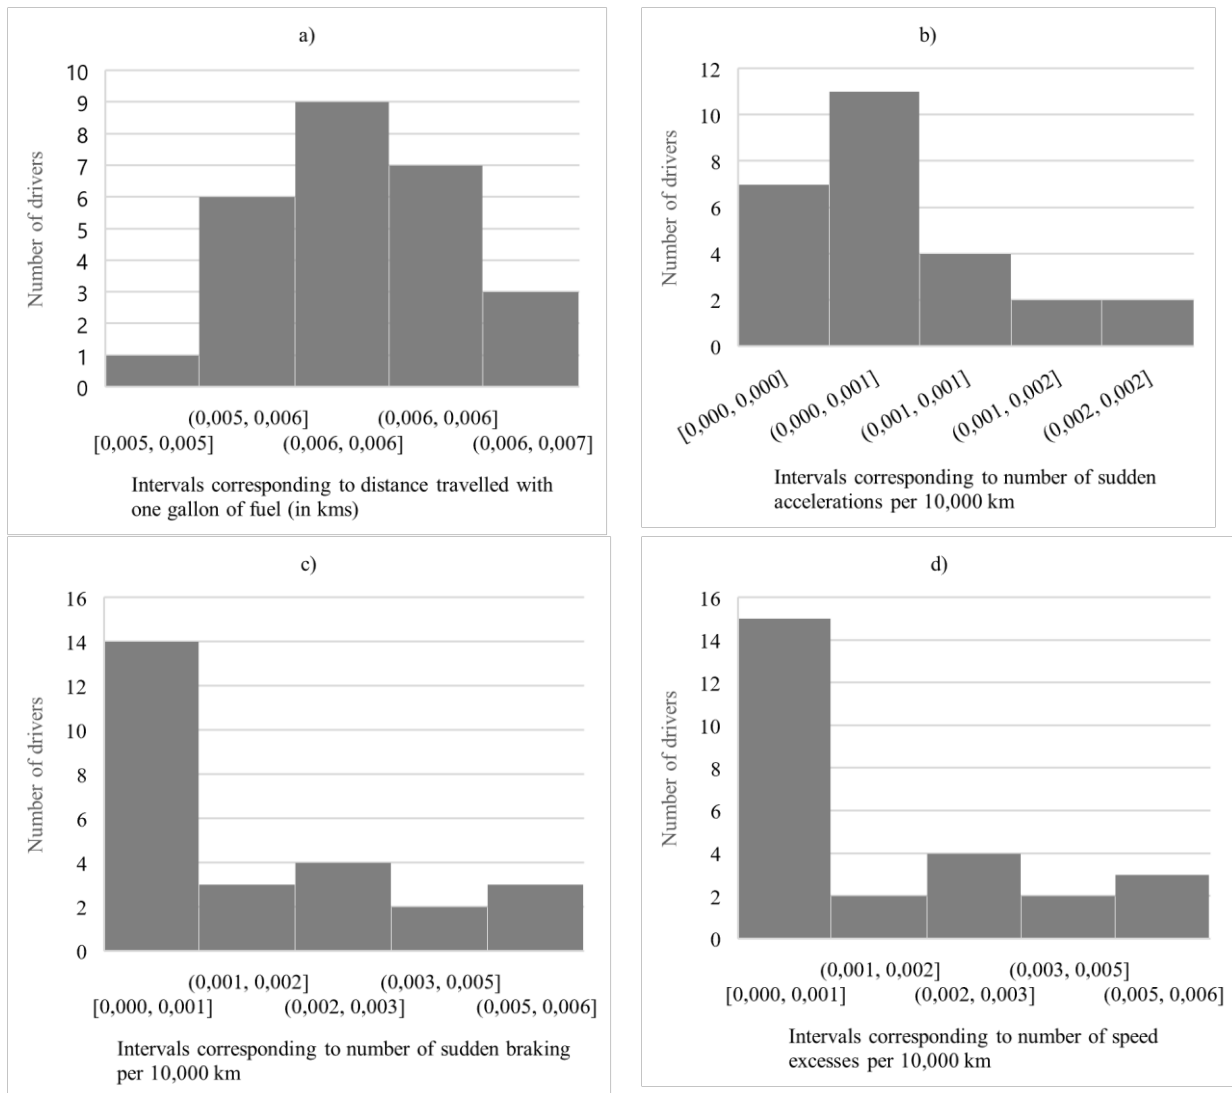 a)
Number of drivers
10
9
8
7
6
5
4
3
2
1
0
(0,005, 0,006] (0,006, 0,006]
[0,005, 0,005] (0,006, 0,006] (0,006, 0,007]
Intervals corresponding to distance travelled with
one gallon of fuel (in kms)
b)
Number of drivers
12
10
8
6
4
2
0
[0,000, 0,000]
(0,000, 0,001]
(0,001, 0,001]
(0,001, 0,002]
(0,002, 0,002]
Intervals corresponding to number of sudden
accelerations per 10,000 km
c)
Number of drivers
16
14
12
10
8
6
4
2
0
(0,001, 0,002] (0,003, 0,005]
[0,000, 0,001] (0,002, 0,003] (0,005, 0,006]
Intervals corresponding to number of sudden braking
per 10,000 km
d)
Number of drivers
16
14
12
10
8
6
4
2
0
(0,001, 0,002] (0,003, 0,005]
[0,000, 0,001] (0,002, 0,003] (0,005, 0,006]
Intervals corresponding to number of speed
excesses per 10,000 km